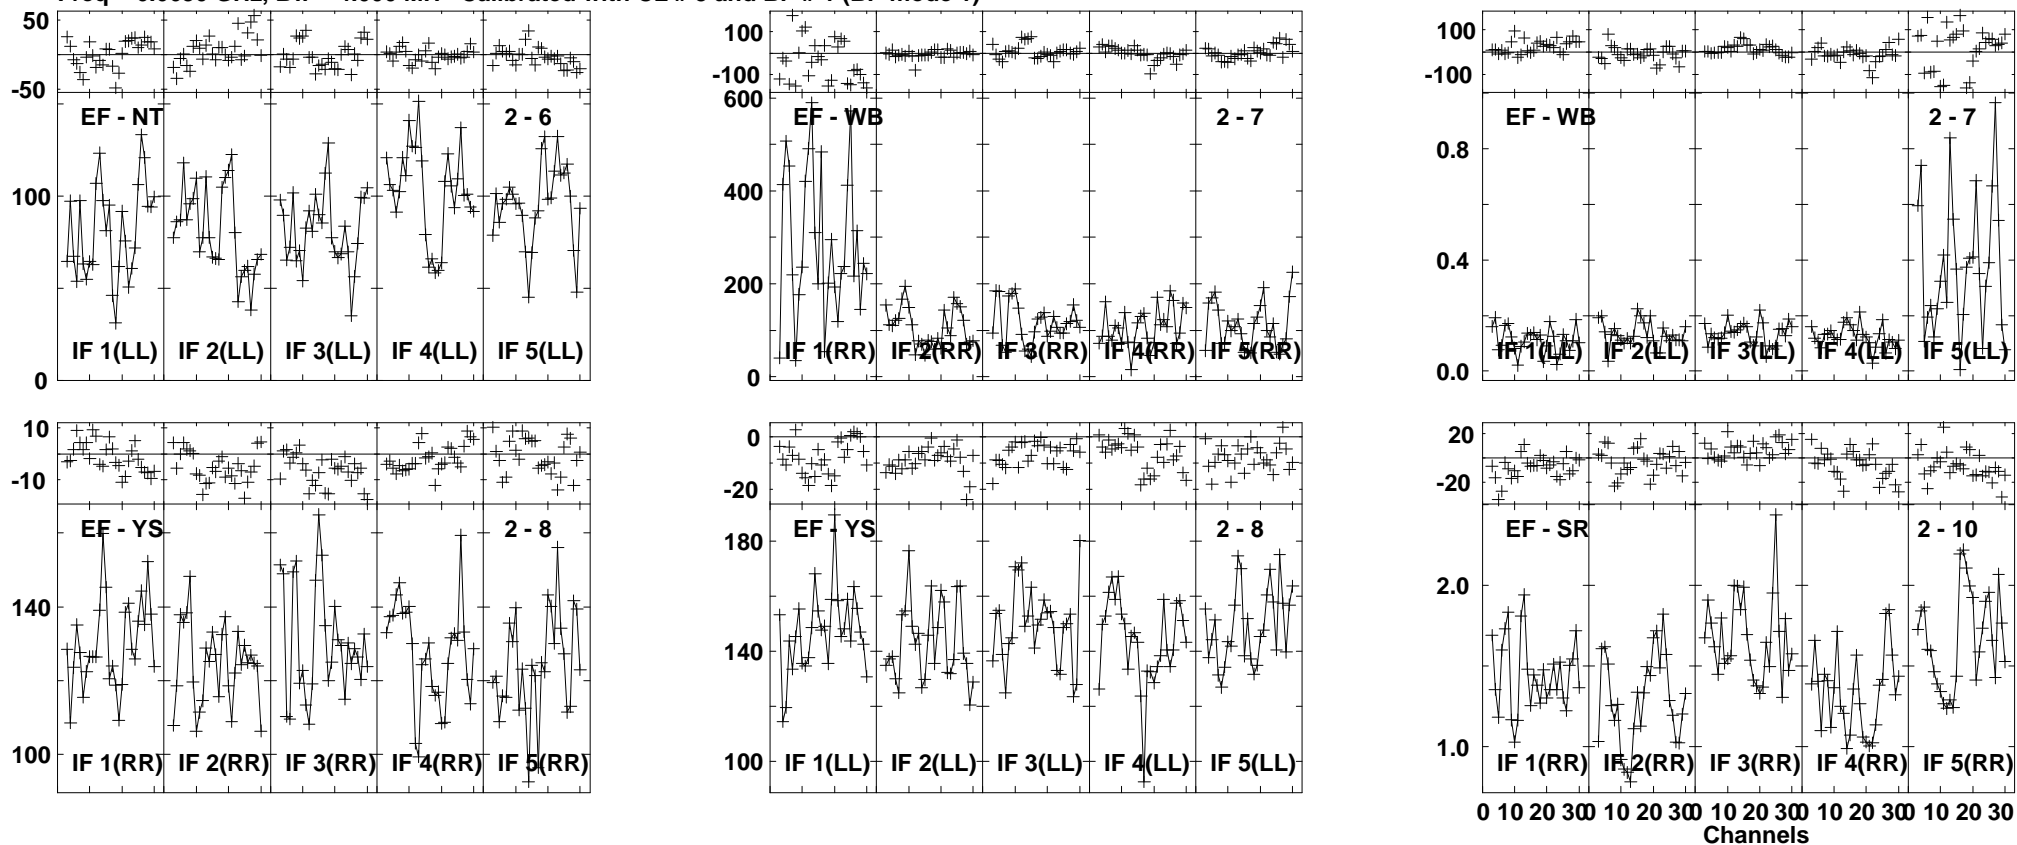 50
0
-50
EF - NT
2 - 6
100
0
IF 1(LL) IF 2(LL) IF 3(LL) IF 4(LL) IF 5(LL)
100
0
-100
600
EF - WB
2 - 7
400
200
0
IF 1(RR) IF 2(RR) IF 3(RR) IF 4(RR) IF 5(RR)
100
0
-100
EF - WB
2 - 7
0.8
0.4
0.0
IF 1(LL) IF 2(LL) IF 3(LL) IF 4(LL) IF 5(LL)
10
0
-10
EF - YS
2 - 8
140
100
IF 1(RR) IF 2(RR) IF 3(RR) IF 4(RR) IF 5(RR)
0
-20
EF - YS
2 - 8
180
140
100
IF 1(LL) IF 2(LL) IF 3(LL) IF 4(LL) IF 5(LL)
20
0
-20
EF - SR
2 - 10
2.0
1.0
IF 1(RR) IF 2(RR) IF 3(RR) IF 4(RR) IF 5(RR)
0 10 20 30 0 10 20 30 0 10 20 30 0 10 20 30 0 10 20 30
Channels